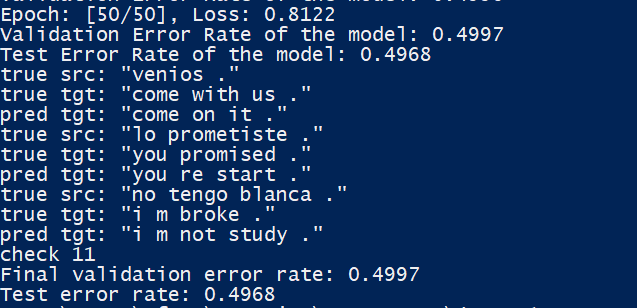 Epoch: [50/50], Loss: 0.8122
Validation Error Rate of the model: 0.4997
Test Error Rate of the model: 0.4968
true src: "venios ."
true tgt: "come with us ."
pred tgt: "come on it ."
true src: "lo prometiste ."
true tgt: "you promised ."
pred tgt: "you re start ."
true src: "no tengo blanca ."
true tgt: "i m broke ."
pred tgt: "i m not study ."
check 11
Final validation error rate: 0.4997
Test error rate: 0.4968